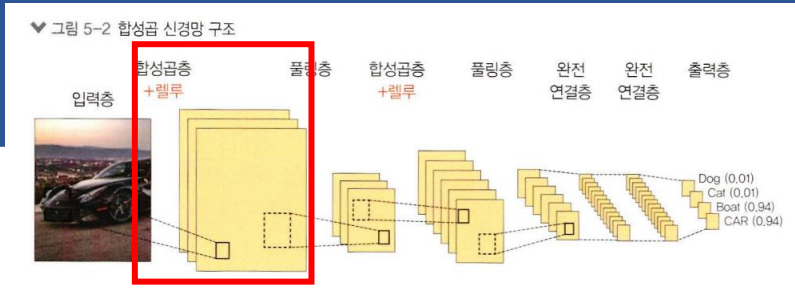 그림 5-2 합성곱 신경망 구조
입력층
합성곱층
+렐루
풀링층
합성곱층
+렐루
풀링층
완전
연결층
완전
연결층
출력층
Dog (0,01)
Cat (0,01)
Boat (0,94)
CAR (0,94)